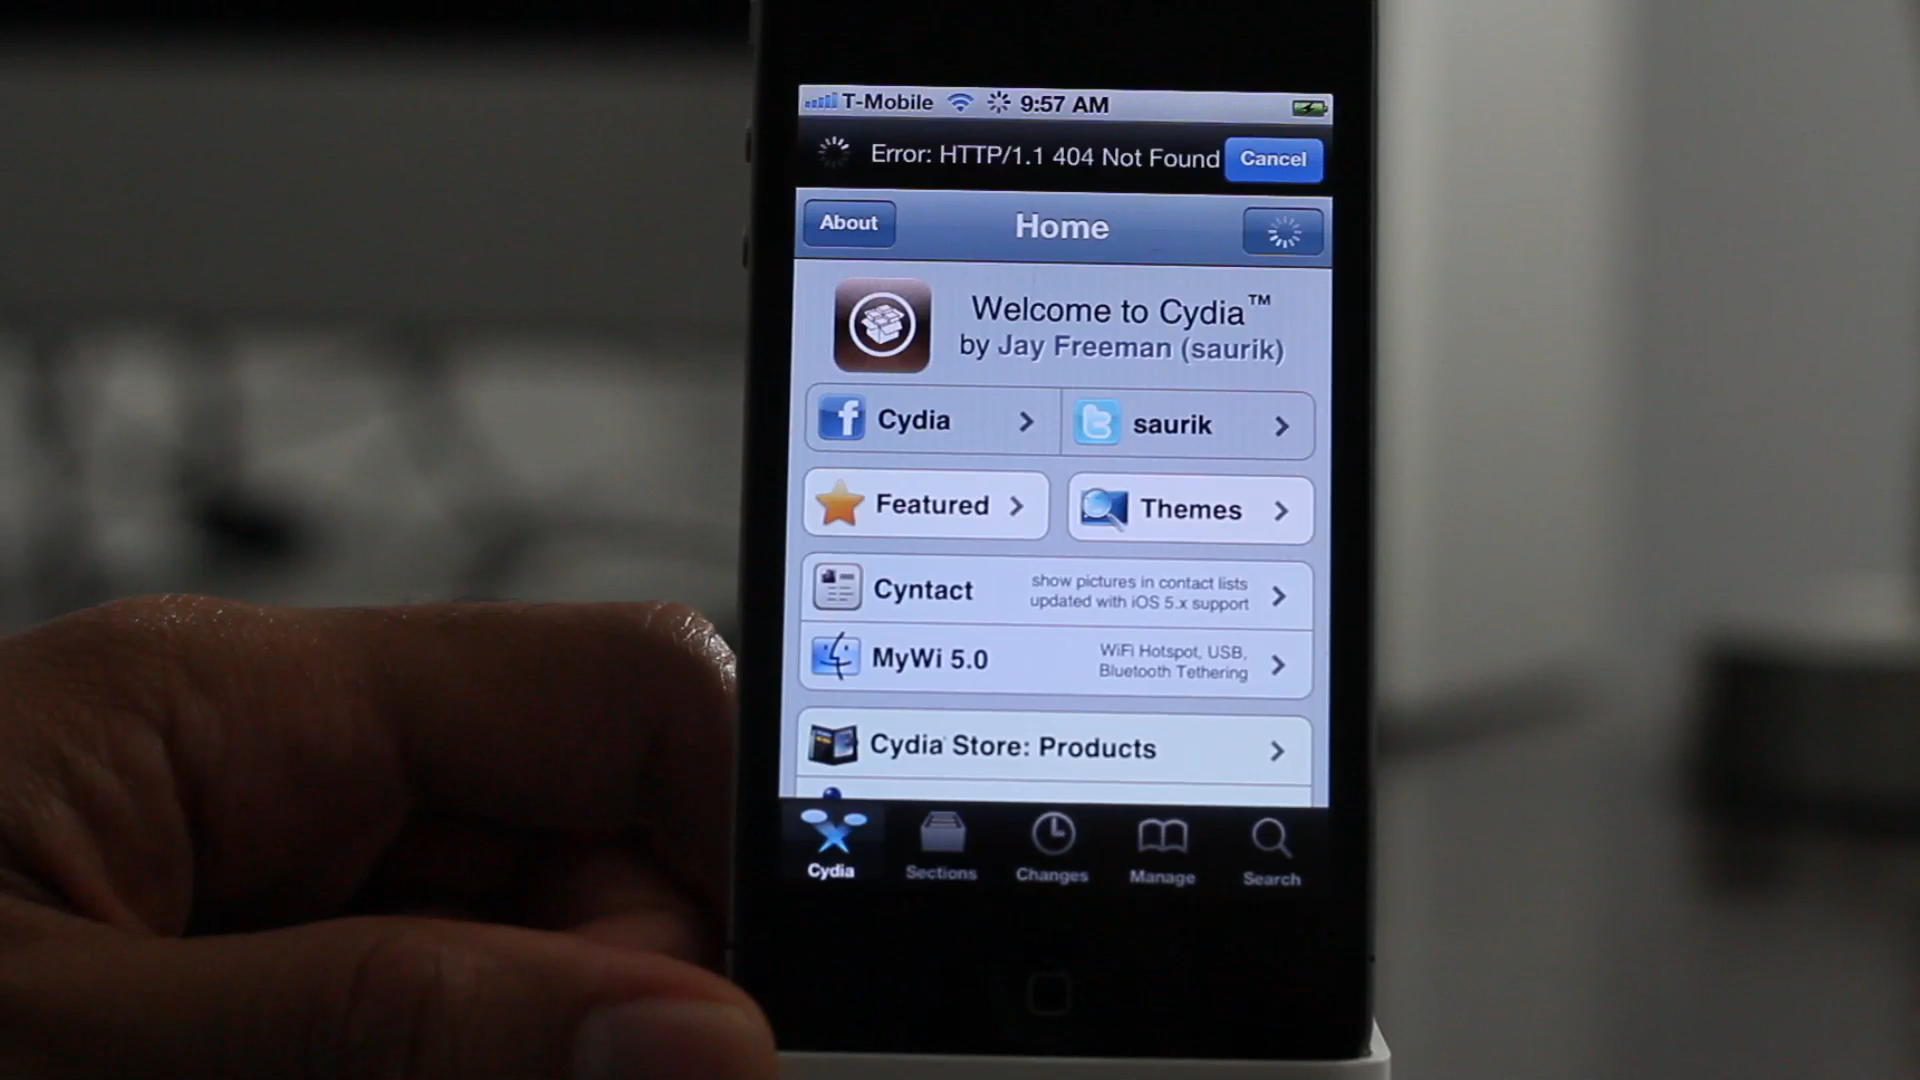 T-Mobile 9:57 AM
Error: HTTP/1.1 404 Not Found Cancel
About Home
Welcome to Cydia™
by Jay Freeman (saurik)
Cydia saurik
Featured Themes
Cyntact show pictures in contact lists
updated with iOS 5.x support
MyWi 5.0 WiFi Hotspot, USB,
Bluetooth Tethering
Cydia Store: Products
Cydia Sections Changes Manage Search